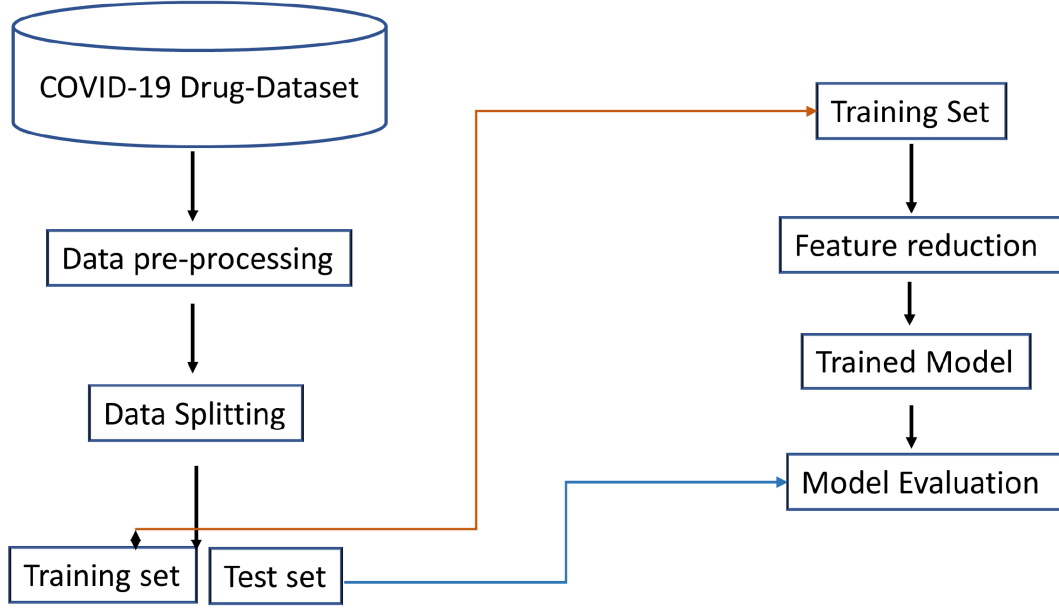 COVID-19 Drug-Dataset
Data pre-processing
Data Splitting
Training set
Test set
Training Set
Feature reduction
Trained Model
Model Evaluation